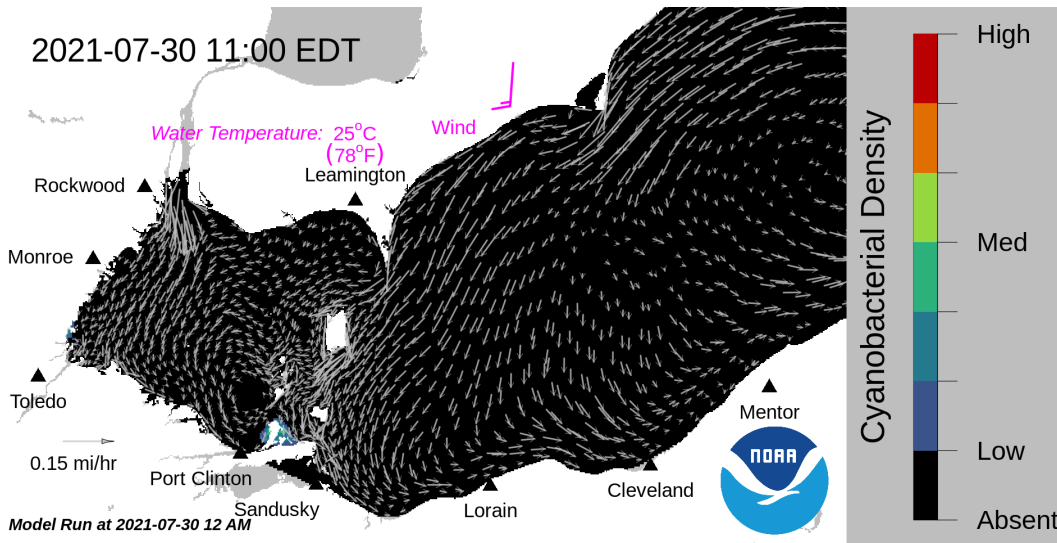 2021-07-30 11:00 EDT
Water Temperature: 25°C
(78°F)
Wind
Leamington
Rockwood
Monroe
Toledo
0.15 mi/hr
Port Clinton
Sandusky
Lorain
Cleveland
Mentor
NOAA
Model Run at 2021-07-30 12 AM
Cyanobacterial Density
High
Med
Low
Absent